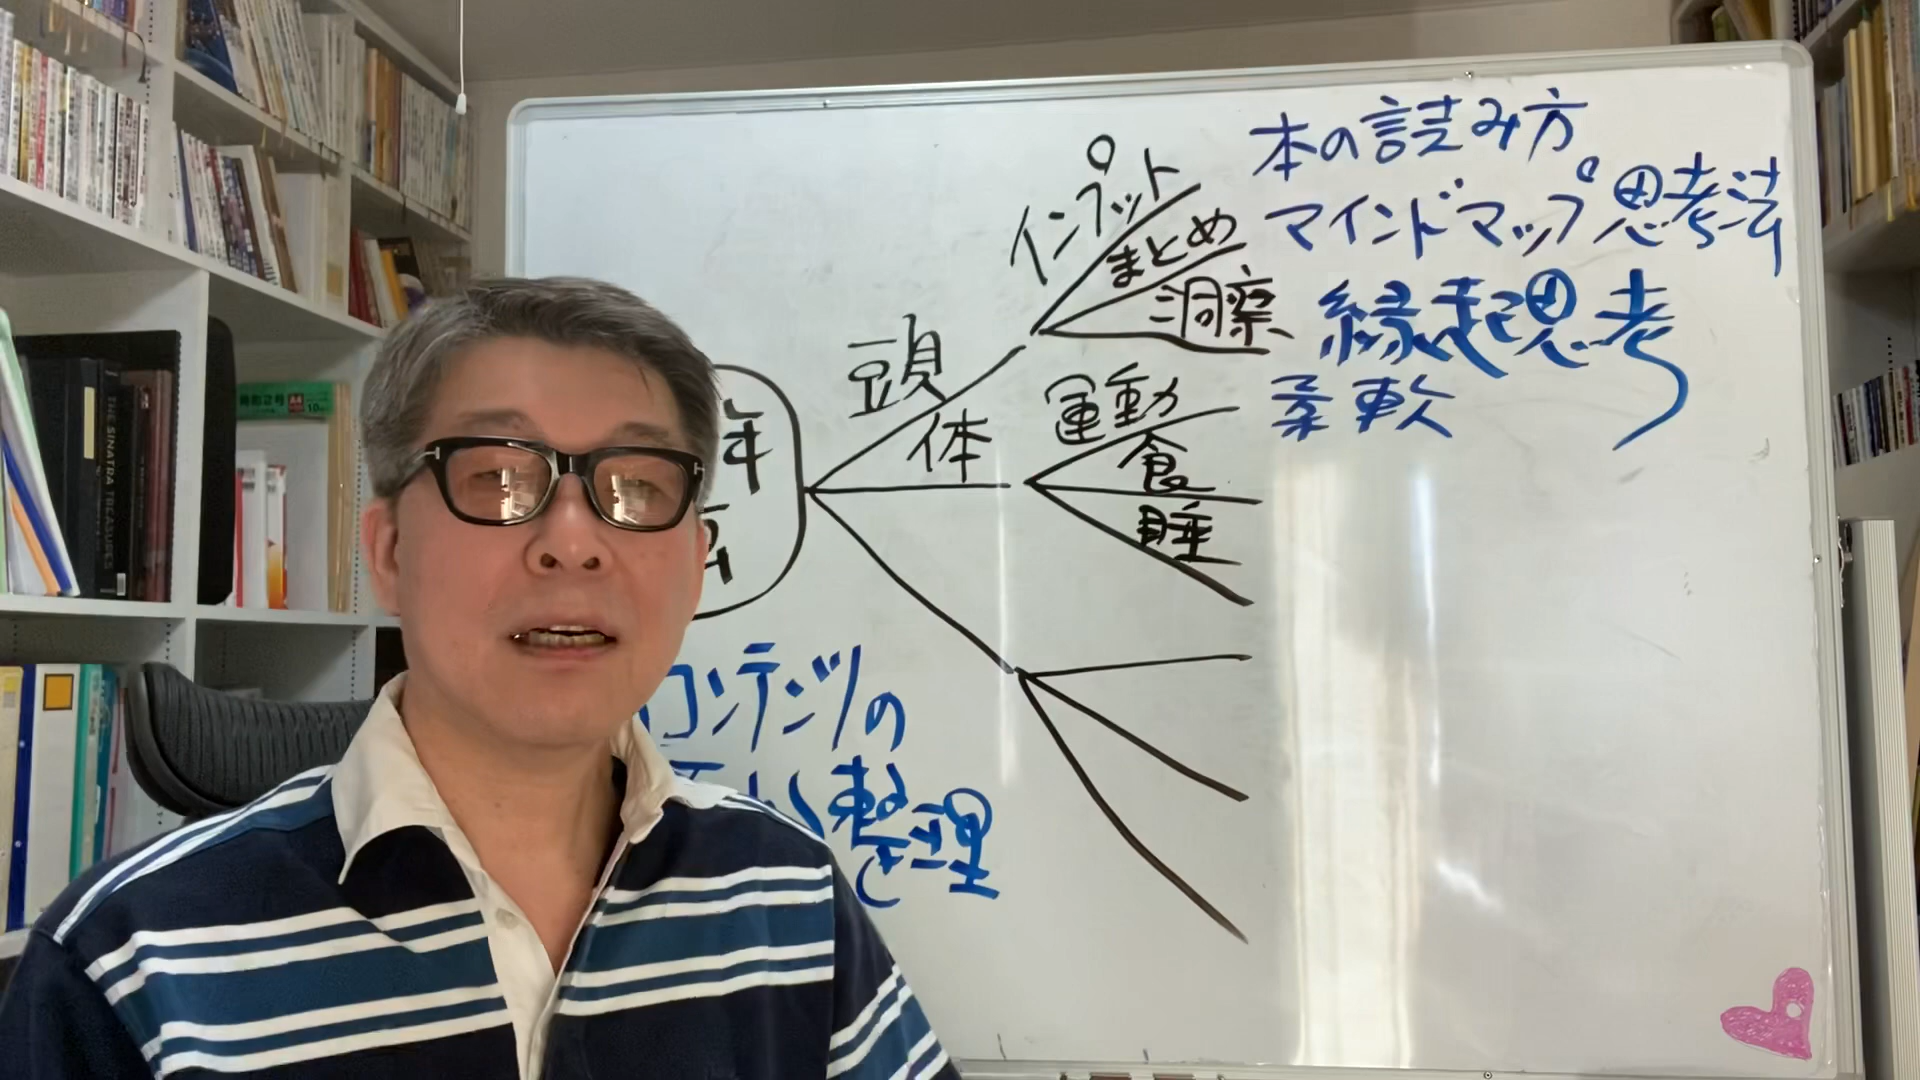 インプット
まとめ
洞察
本の読み方
マインドマップ思考法
縁起思考
頭
体
運動
食
睡
柔軟
年
コンテンツの
整理
THE SINATRA TREASURES